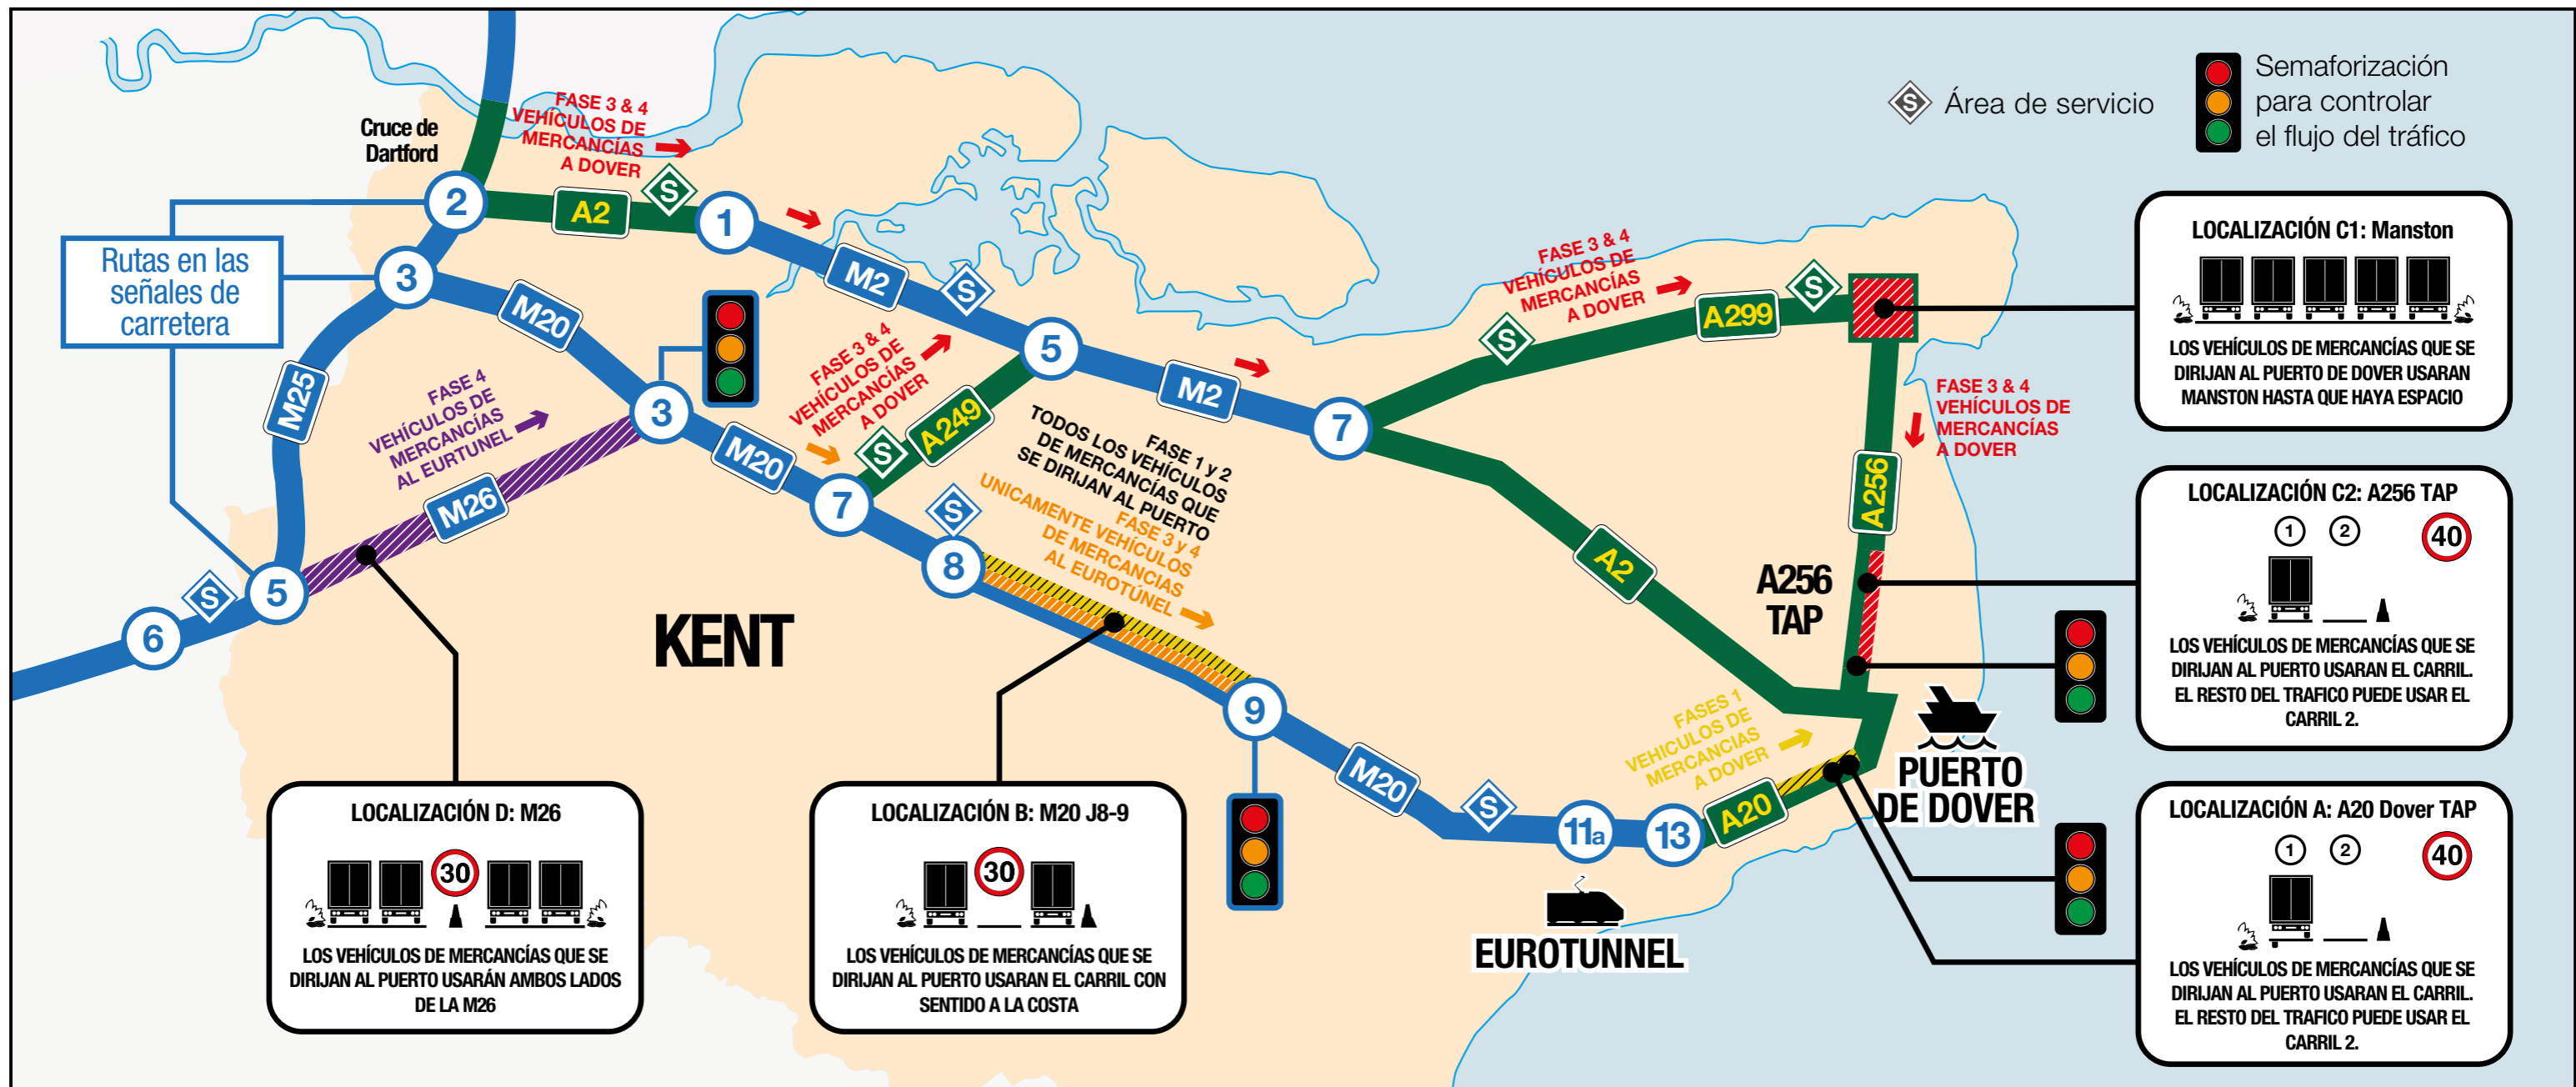 Área de servicio
Semaforización
para controlar
el flujo del tráfico
Cruce de
Dartford
FASE 3 & 4
VEHÍCULOS DE
MERCANCÍAS
A DOVER
S
2
A2
1
M2
S
5
M2
7
Rutas en las
señales de
carretera
3
M20
M25
3
FASE 4
VEHÍCULOS DE
MERCANCÍAS
AL EURTUNEL
M26
5
S
6
M20
7
FASE 3 & 4
VEHÍCULOS DE
MERCANCÍAS
A DOVER
S
A249
S
8
FASE 1 y 2
TODOS LOS VEHÍCULOS
DE MERCANCÍAS QUE
SE DIRIJAN AL PUERTO
FASE 3 y 4
UNICAMENTE VEHÍCULOS
DE MERCANCIAS
AL EUROTÚNEL
KENT
9
M20
S
11a
13
A20
EUROTUNNEL
FASES 1
VEHICULOS DE
MERCANCIAS
A DOVER
FASE 3 & 4
VEHÍCULOS DE
MERCANCÍAS
A DOVER
S
A299
S
FASE 3 & 4
VEHÍCULOS DE
MERCANCÍAS
A DOVER
A256
A2
A256
TAP
PUERTO
DE DOVER
LOCALIZACIÓN C1: Manston
LOS VEHÍCULOS DE MERCANCÍAS QUE SE
DIRIJAN AL PUERTO DE DOVER USARAN
MANSTON HASTA QUE HAYA ESPACIO
LOCALIZACIÓN C2: A256 TAP
1 2 40
LOS VEHÍCULOS DE MERCANCÍAS QUE SE
DIRIJAN AL PUERTO USARAN EL CARRIL.
EL RESTO DEL TRAFICO PUEDE USAR EL
CARRIL 2.
LOCALIZACIÓN A: A20 Dover TAP
1 2 40
LOS VEHÍCULOS DE MERCANCÍAS QUE SE
DIRIJAN AL PUERTO USARAN EL CARRIL.
EL RESTO DEL TRAFICO PUEDE USAR EL
CARRIL 2.
LOCALIZACIÓN D: M26
30
LOS VEHÍCULOS DE MERCANCÍAS QUE SE
DIRIJAN AL PUERTO USARÁN AMBOS LADOS
DE LA M26
LOCALIZACIÓN B: M20 J8-9
30
LOS VEHÍCULOS DE MERCANCÍAS QUE SE
DIRIJAN AL PUERTO USARAN EL CARRIL CON
SENTIDO A LA COSTA